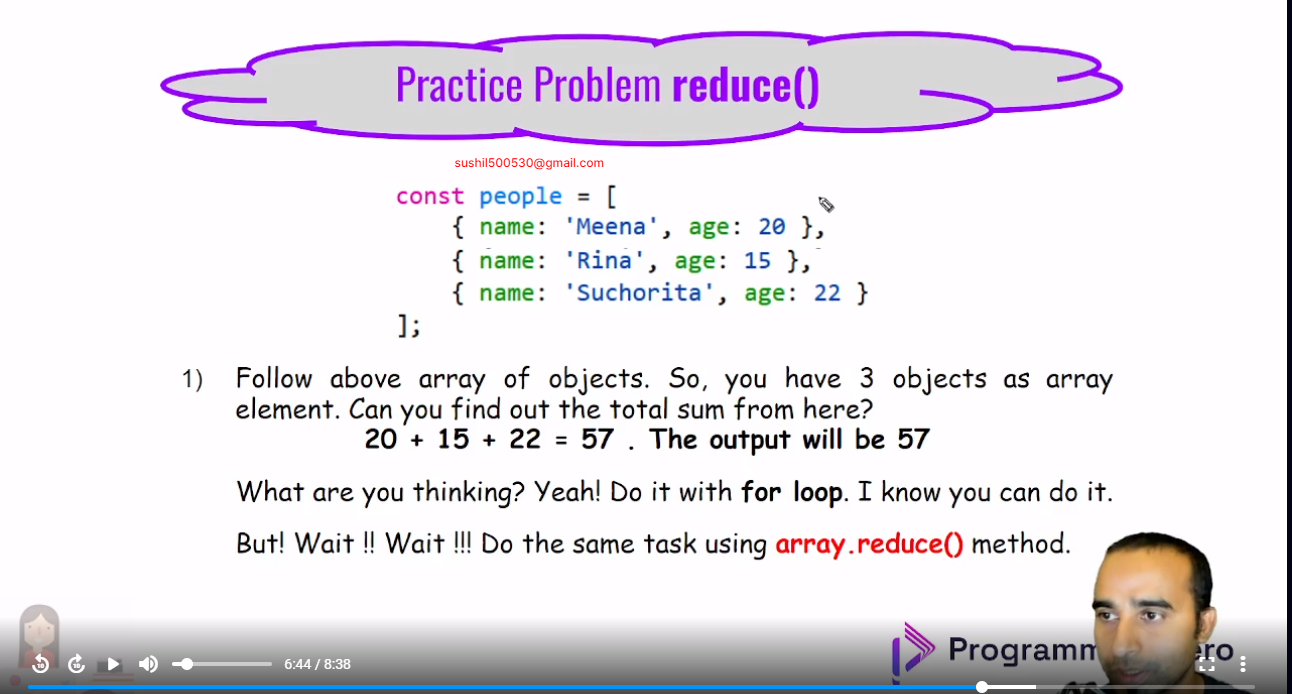 Practice Problem reduce()
sushil500530@gmail.com
const people = [
{ name: 'Meena', age: 20 },
{ name: 'Rina', age: 15 },
{ name: 'Suchorita', age: 22 }
];
1) Follow above array of objects. So, you have 3 objects as array
element. Can you find out the total sum from here?
20 + 15 + 22 = 57 . The output will be 57
What are you thinking? Yeah! Do it with for loop. I know you can do it.
But! Wait !! Wait !!! Do the same task using array.reduce() method.
10 10 6:44 / 8:38